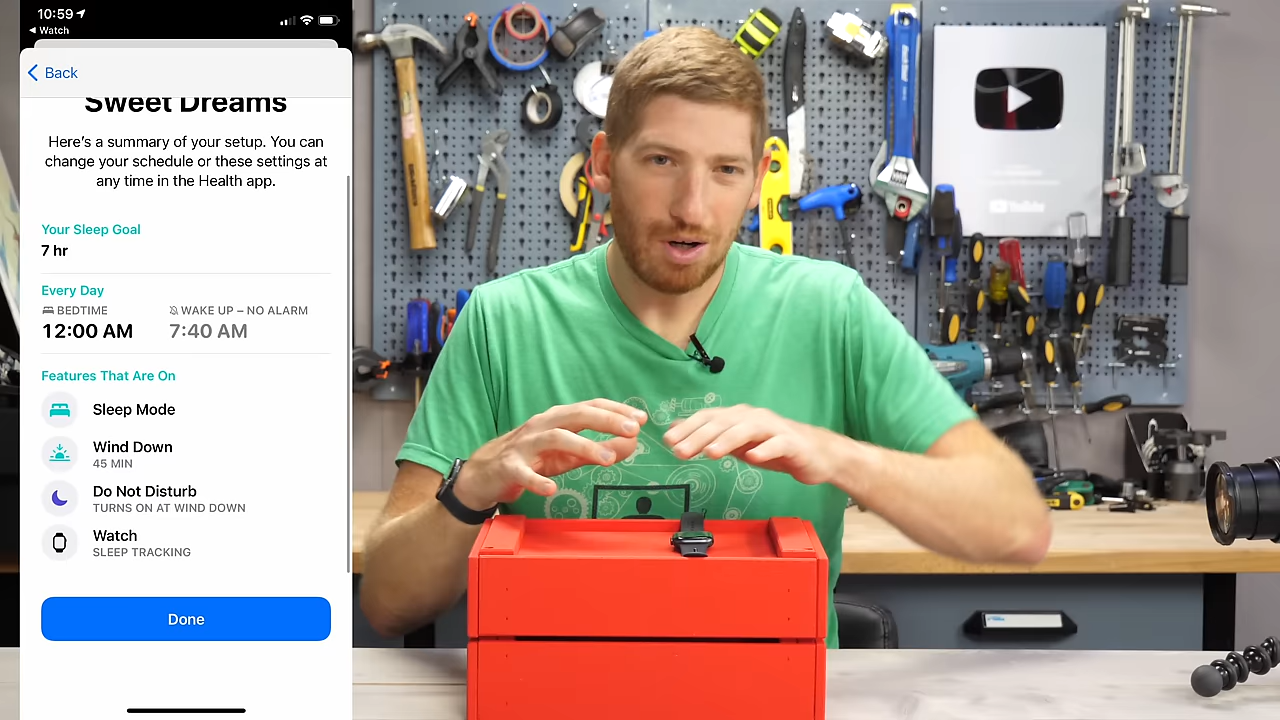 10:59
◀ Watch
Back
Sweet Dreams
Here's a summary of your setup. You can
change your schedule or these settings at
any time in the Health app.
Your Sleep Goal
7 hr
Every Day
BEDTIME
12:00 AM
WAKE UP – NO ALARM
7:40 AM
Features That Are On
Sleep Mode
Wind Down
45 MIN
Do Not Disturb
TURNS ON AT WIND DOWN
Watch
SLEEP TRACKING
Done
YouTube